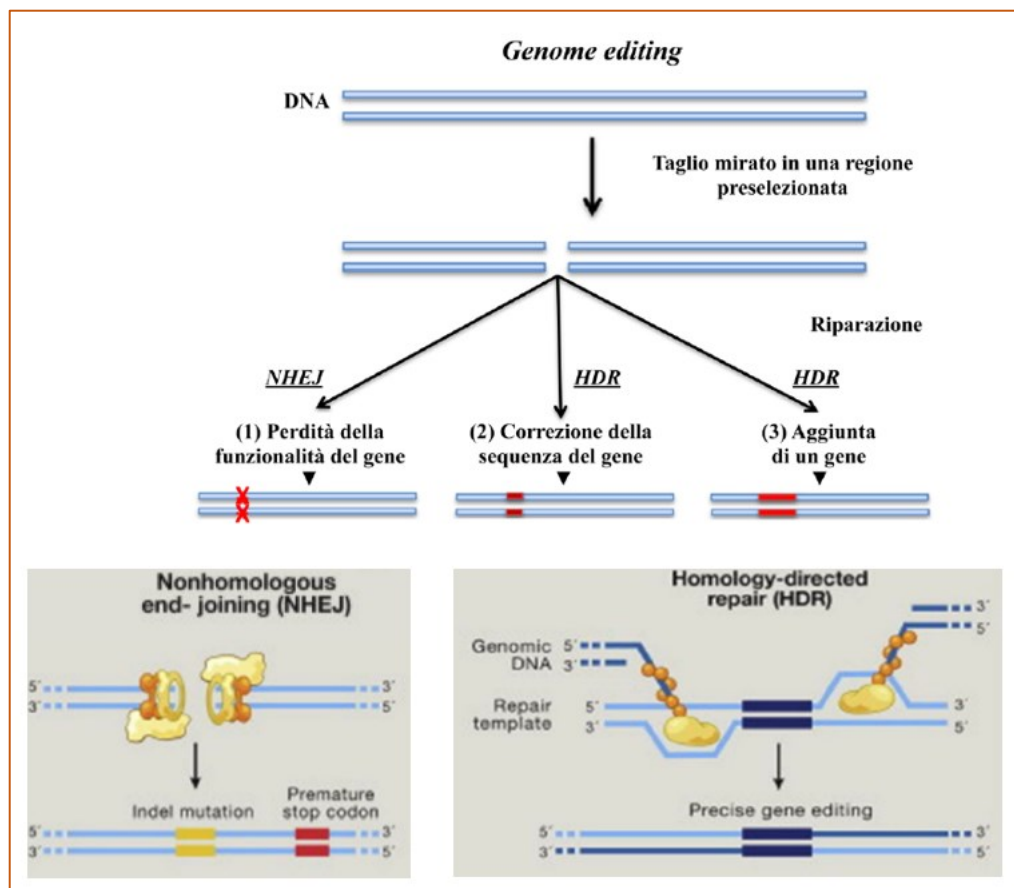 Genome editing
DNA
Taglio mirato in una regione
preselezionata
Riparazione
NHEJ
HDR
HDR
(1) Perdità della
funzionalità del gene
(2) Correzione della
sequenza del gene
(3) Aggiunta
di un gene
Nonhomologous
end- joining (NHEJ)
5´ 3´
3´ 5´
Indel mutation
Premature
stop codon
5´ 3´
3´ 5´
Homology-directed
repair (HDR)
3´
5´
Genomic
DNA
5´
3´
Repair
template
5´ 3´
3´ 5´
Precise gene editing
5´ 3´
3´ 5´